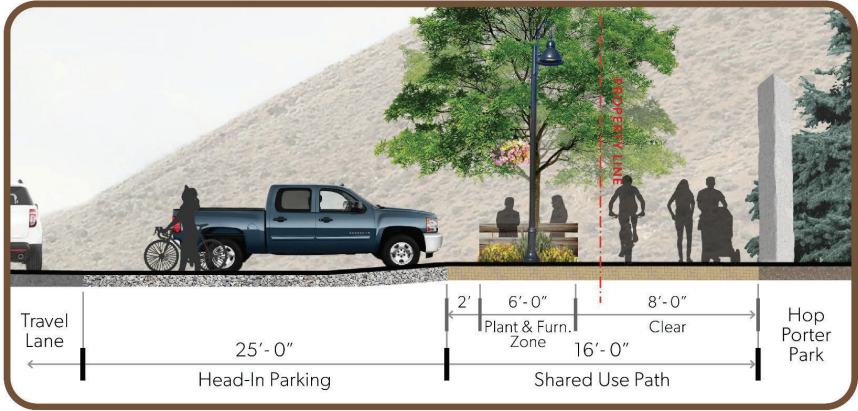 PROPERTY LINE
2'
6'-0"
8'-0"
Travel
Lane
Plant & Furn.
Zone
Clear
Hop
Porter
Park
25'-0"
16'-0"
Head-In Parking
Shared Use Path